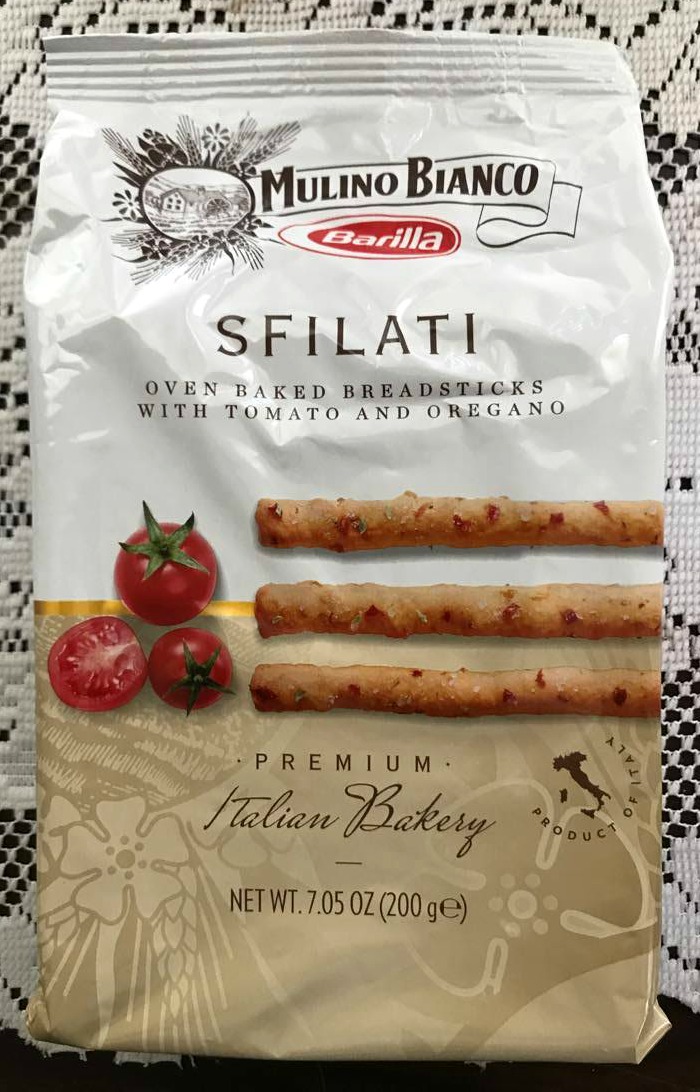 MULINO BIANCO
Barilla
SFILATI
OVEN BAKED BREADSTICKS
WITH TOMATO AND OREGANO
·PREMIUM·
Italian Bakery
PRODUCT OF ITALY
NET WT. 7.05 OZ (200 g℮)